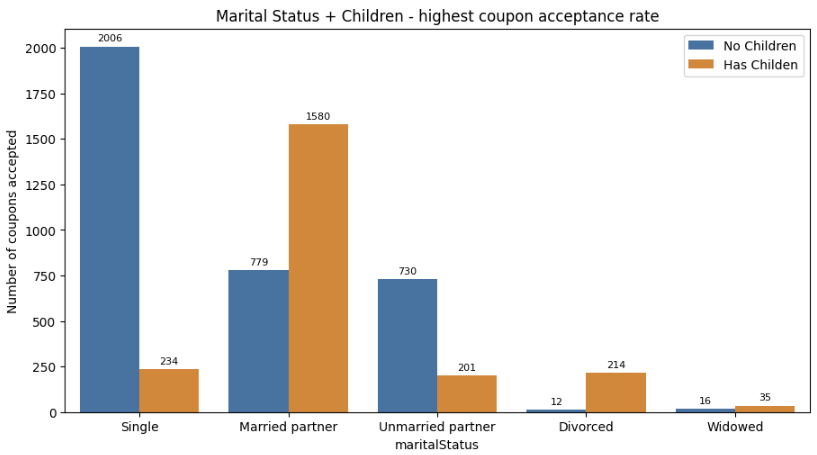 Marital Status + Children - highest coupon acceptance rate
No Children
Has Childen
Number of coupons accepted
2000
1750
1500
1250
1000
750
500
250
0
2006
234
779
1580
730
201
12
214
16
35
Single
Married partner
Unmarried partner
Divorced
Widowed
maritalStatus